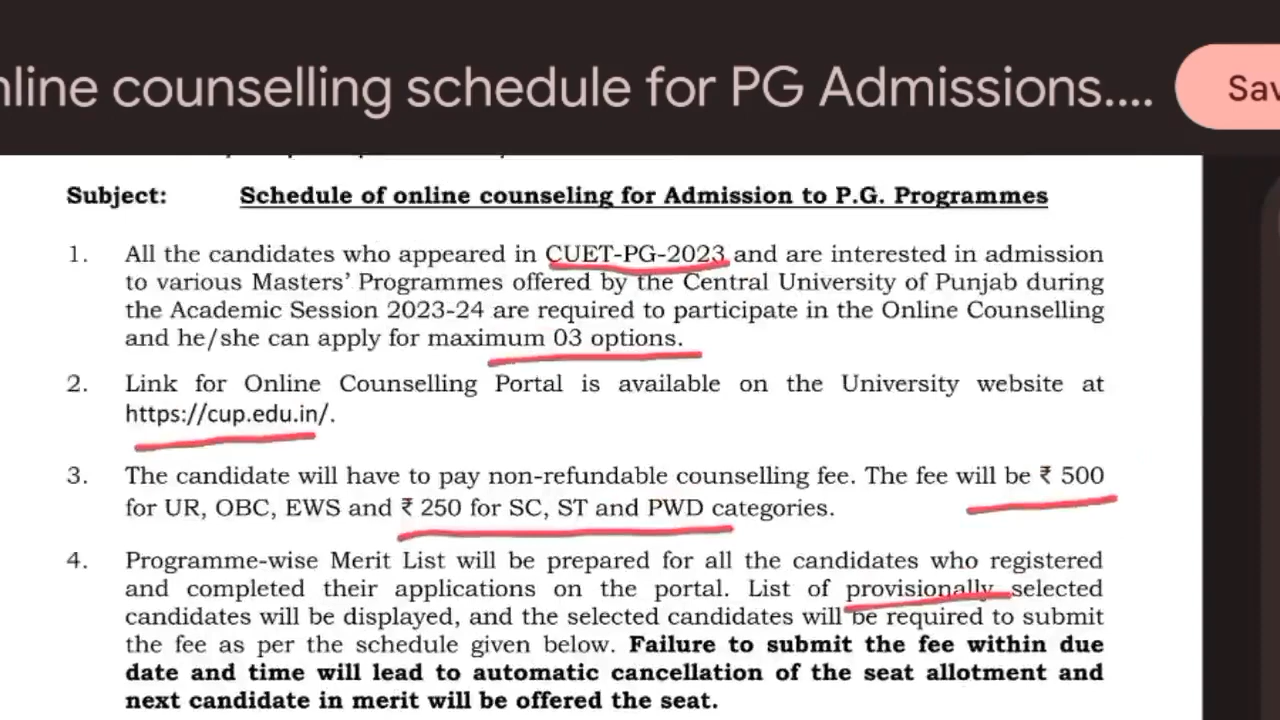 nline counselling schedule for PG Admissions....
Sav
Subject: Schedule of online counseling for Admission to P.G. Programmes
1. All the candidates who appeared in CUET-PG-2023 and are interested in admission
to various Masters’ Programmes offered by the Central University of Punjab during
the Academic Session 2023-24 are required to participate in the Online Counselling
and he/she can apply for maximum 03 options.
2. Link for Online Counselling Portal is available on the University website at
https://cup.edu.in/.
3. The candidate will have to pay non-refundable counselling fee. The fee will be ₹ 500
for UR, OBC, EWS and ₹ 250 for SC, ST and PWD categories.
4. Programme-wise Merit List will be prepared for all the candidates who registered
and completed their applications on the portal. List of provisionally selected
candidates will be displayed, and the selected candidates will be required to submit
the fee as per the schedule given below. Failure to submit the fee within due
date and time will lead to automatic cancellation of the seat allotment and
next candidate in merit will be offered the seat.